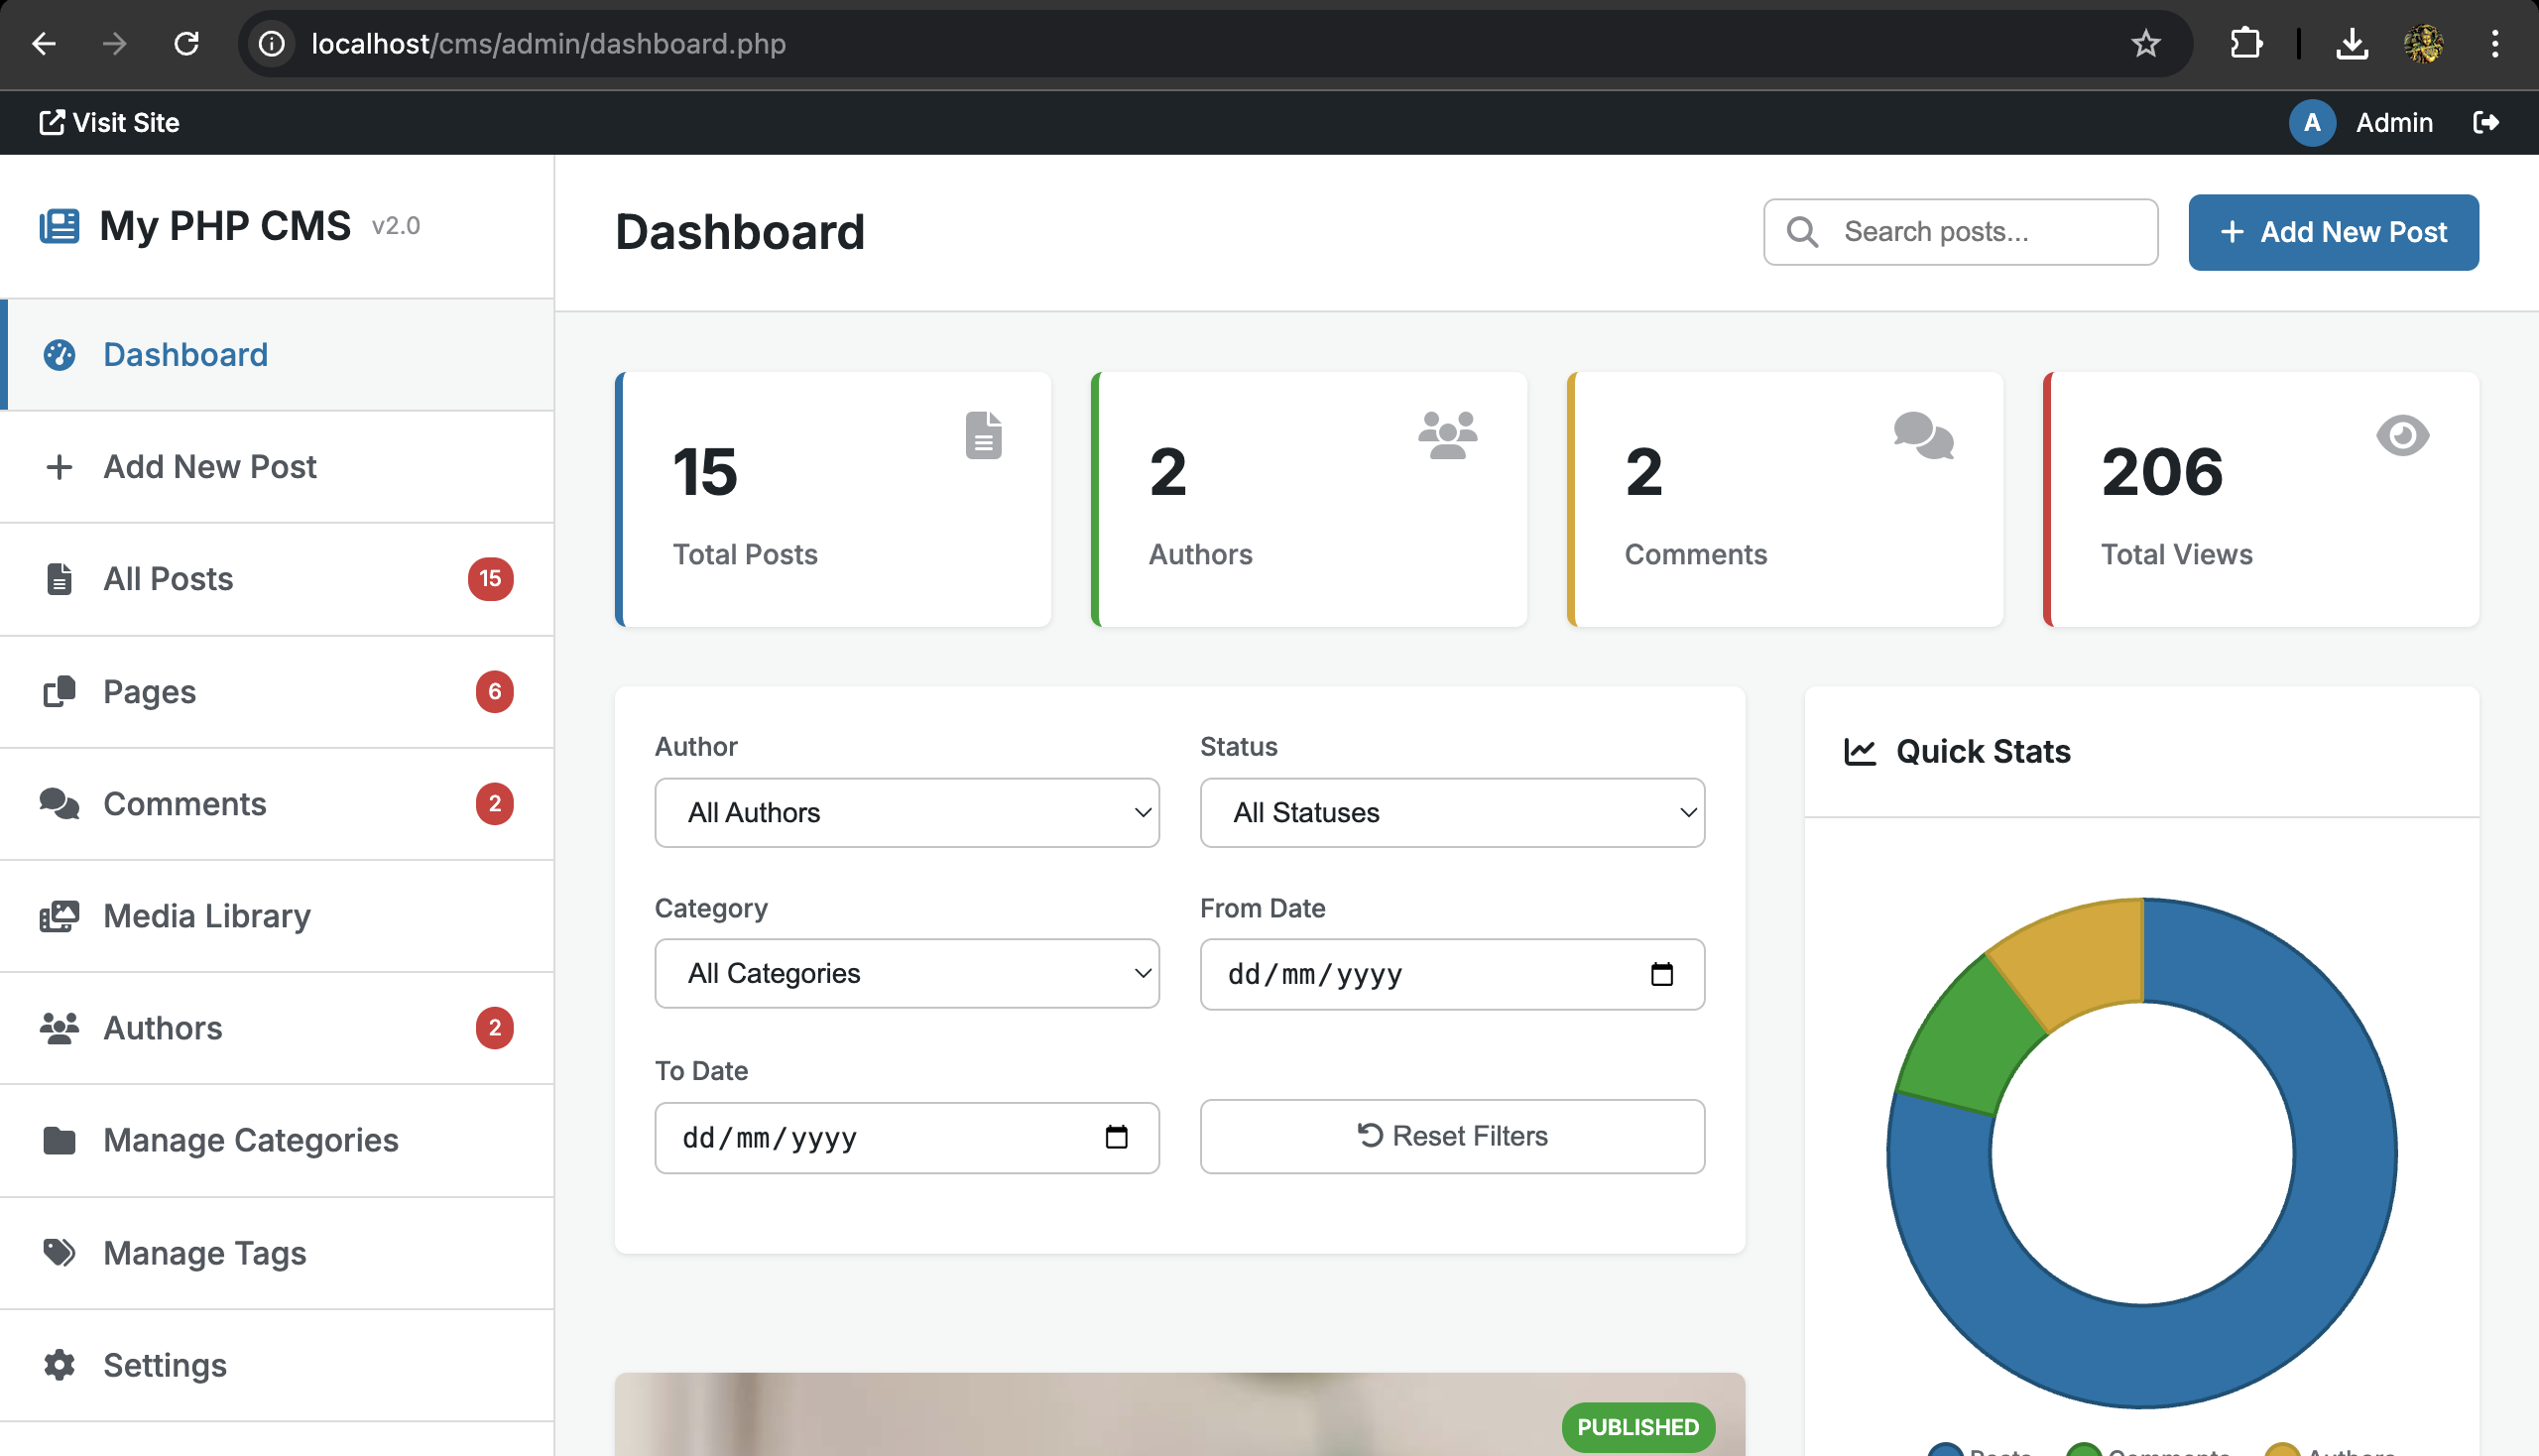 localhost/cms/admin/dashboard.php
Visit Site
A Admin
My PHP CMS v2.0
Dashboard
Add New Post
All Posts 15
Pages 6
Comments 2
Media Library
Authors 2
Manage Categories
Manage Tags
Settings
Dashboard
Search posts...
+ Add New Post
15
Total Posts
2
Authors
2
Comments
206
Total Views
Author
All Authors
Status
All Statuses
Category
All Categories
From Date
dd/mm/yyyy
To Date
dd/mm/yyyy
Reset Filters
PUBLISHED
Quick Stats
Posts Comments Authors